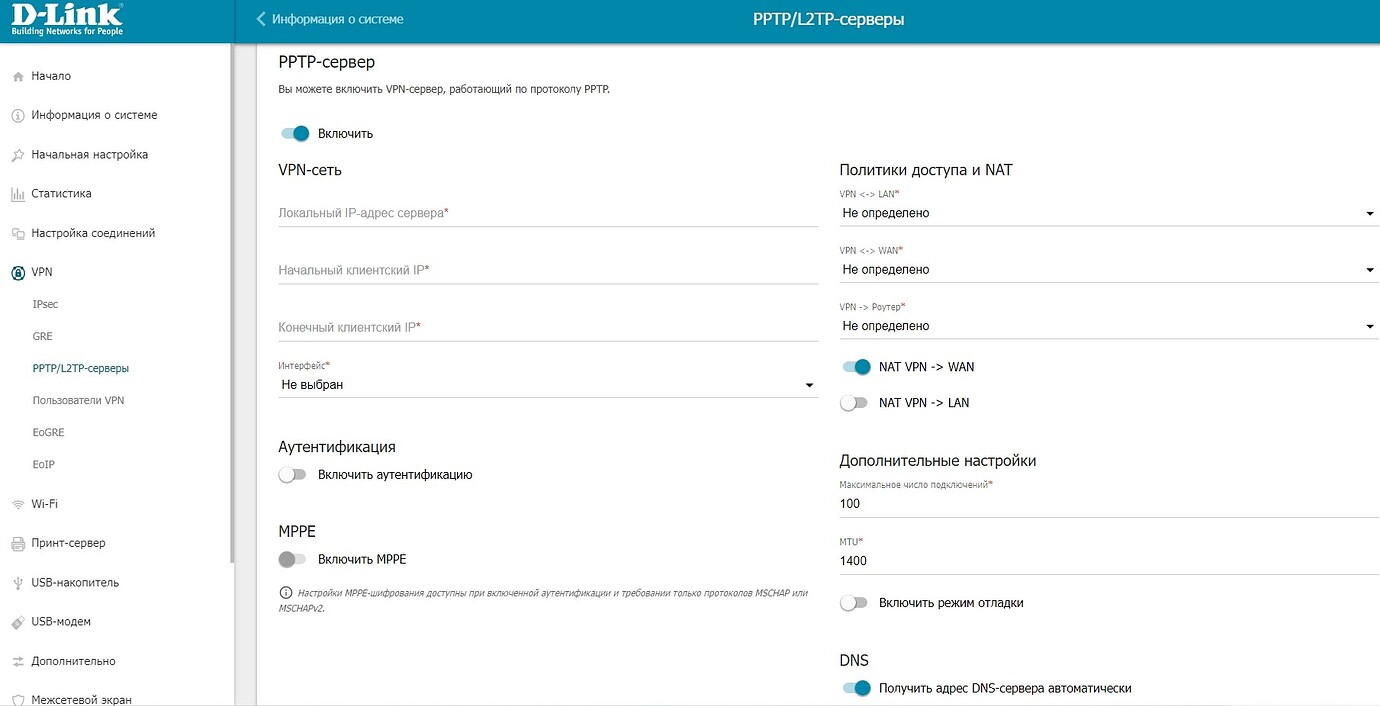 D-Link
Building Networks for People
Информация о системе
PPTP/L2TP-серверы
Начало
Информация о системе
Начальная настройка
Статистика
Настройка соединений
VPN
IPsec
GRE
PPTP/L2TP-серверы
Пользователи VPN
EoGRE
EoIP
Wi-Fi
Принт-сервер
USB-накопитель
USB-модем
Дополнительно
Межсетевой экран
PPTP-сервер
Вы можете включить VPN-сервер, работающий по протоколу PPTP.
Включить
VPN-сеть
Локальный IP-адрес сервера*
Начальный клиентский IP*
Конечный клиентский IP*
Интерфейс*
Не выбран
Аутентификация
Включить аутентификацию
MPPE
Включить MPPE
Настройки MPPE-шифрования доступны при включенной аутентификации и требовании только протоколов MSCHAP или
MSCHAPv2.
Политики доступа и NAT
VPN <-> LAN*
Не определено
VPN <-> WAN*
Не определено
VPN -> Роутер*
Не определено
NAT VPN -> WAN
NAT VPN -> LAN
Дополнительные настройки
Максимальное число подключений*
100
MTU*
1400
Включить режим отладки
DNS
Получить адрес DNS-сервера автоматически